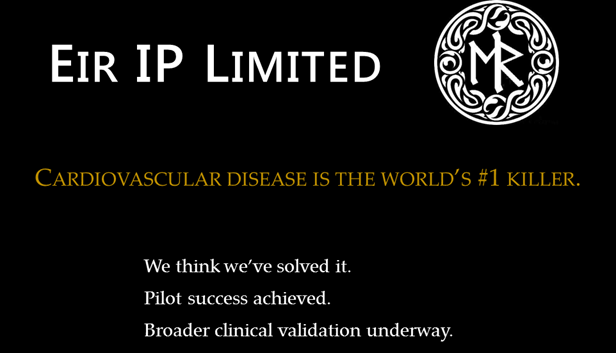 EIR IP LIMITED
CARDIOVASCULAR DISEASE IS THE WORLD'S #1 KILLER.
We think we've solved it.
Pilot success achieved.
Broader clinical validation underway.